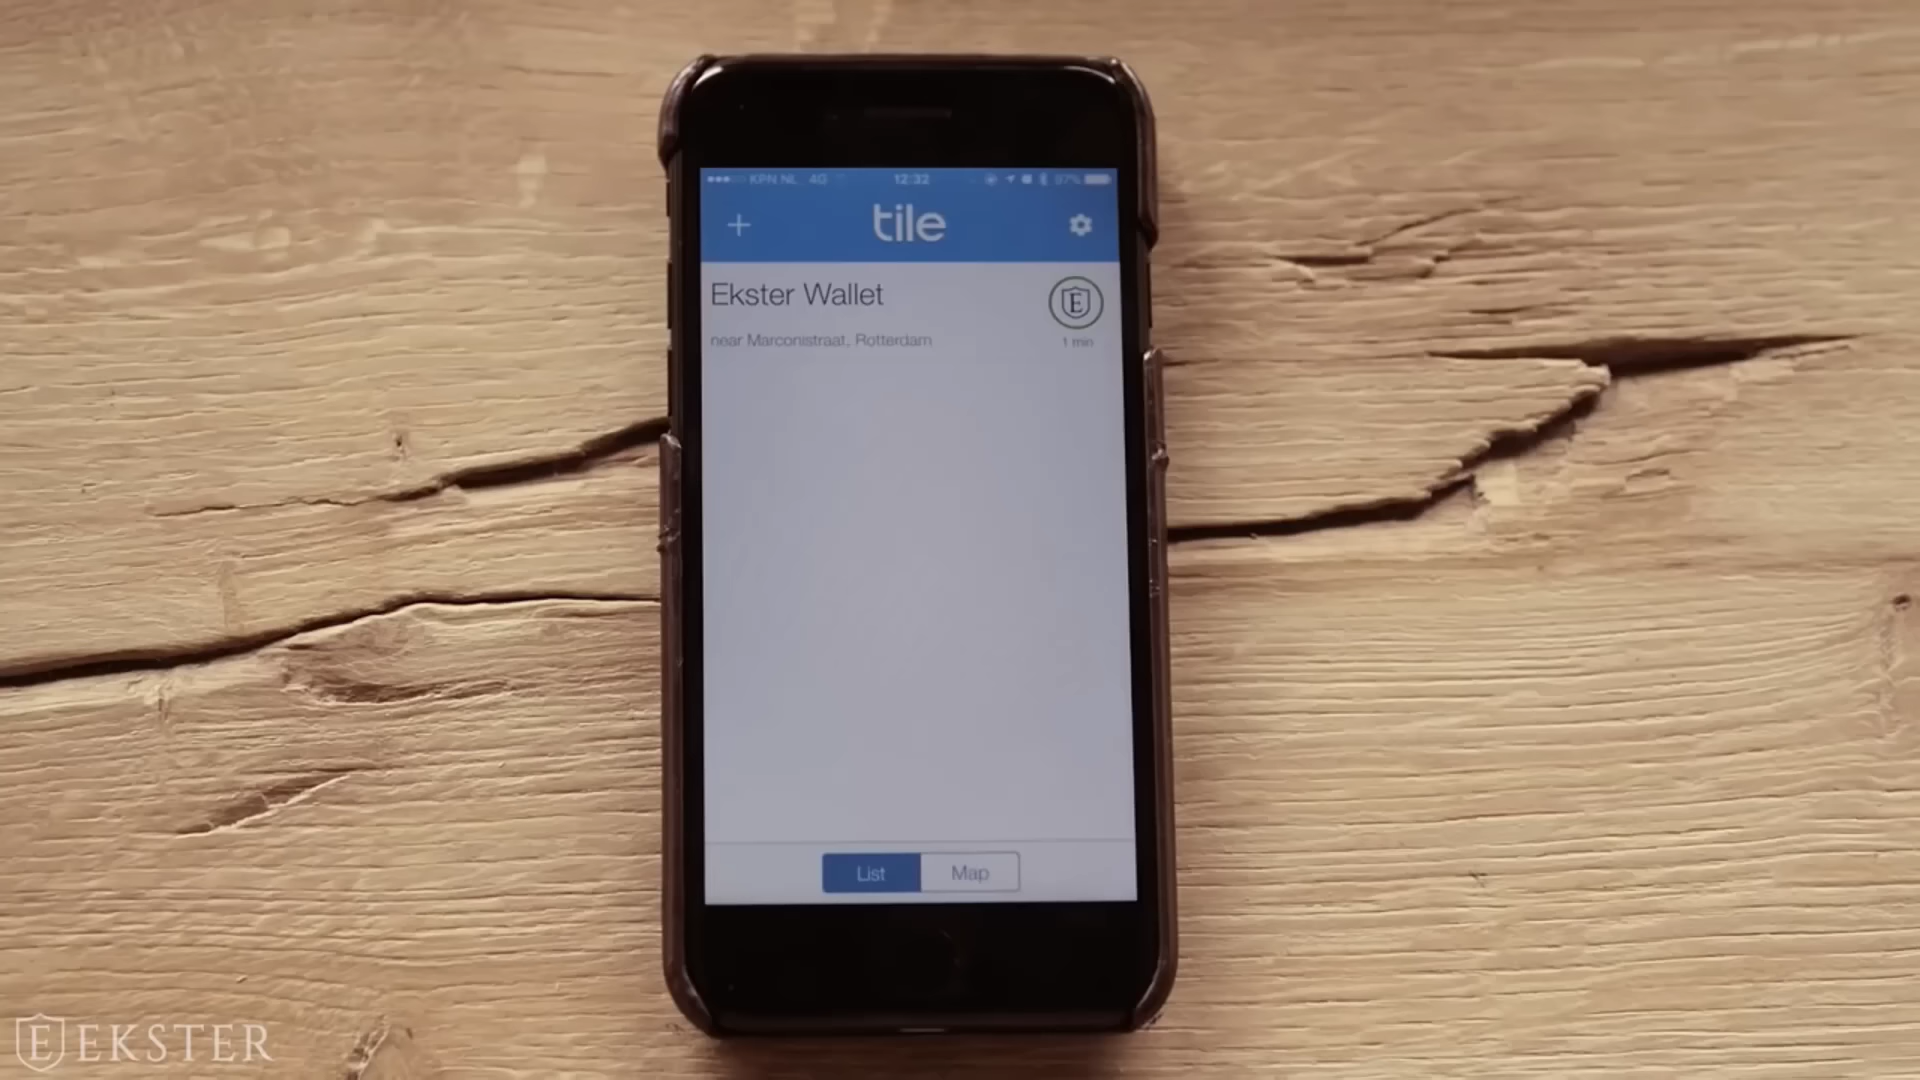 KPN NL 4G 12:32 97%
tile
Ekster Wallet
E
near Marconistraat, Rotterdam
1 min
List Map
E EKSTER